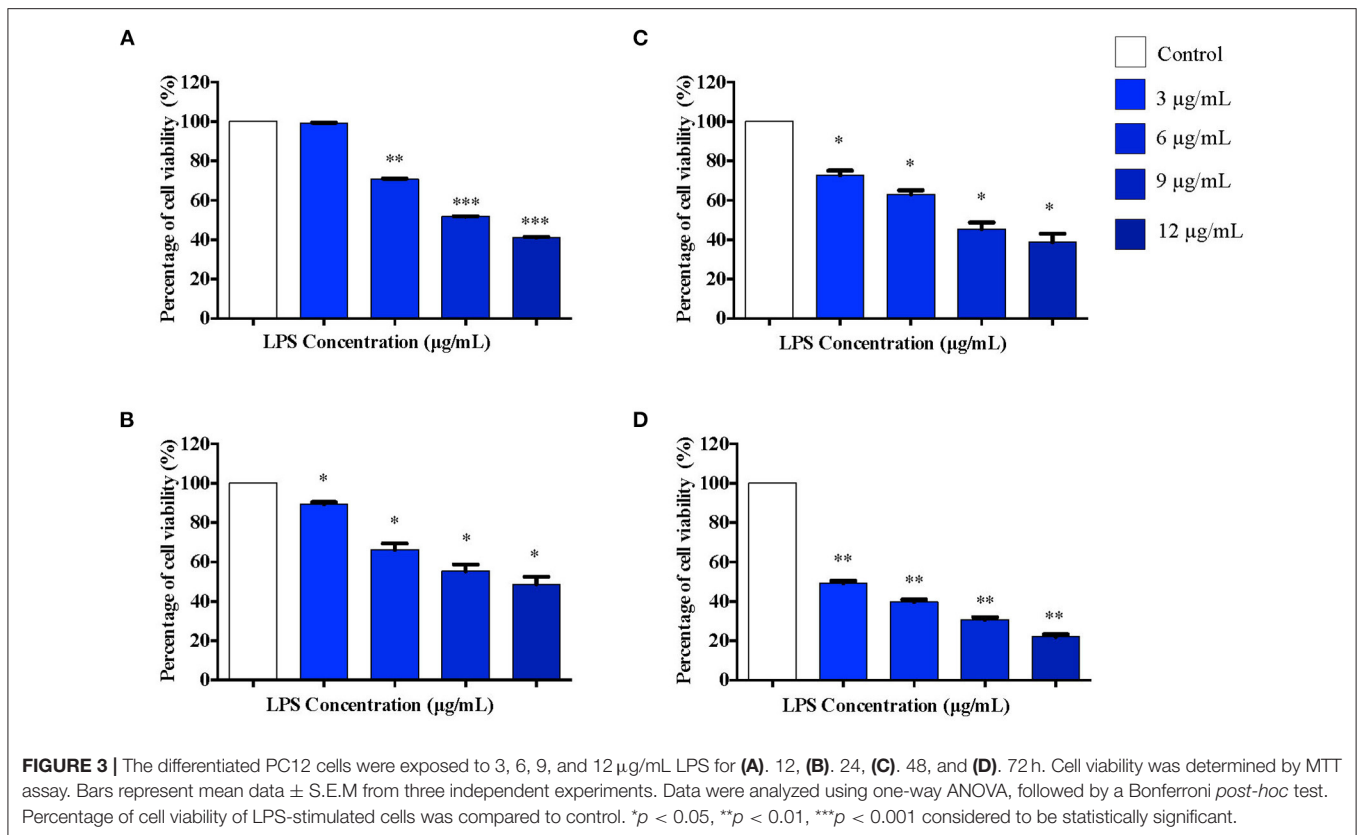 A
Percentage of cell viability (%)
120
100
80
60
40
20
0
**
***
***
LPS Concentration (µg/mL)
C
Percentage of cell viability (%)
120
100
80
60
40
20
0
*
*
*
*
LPS Concentration (µg/mL)
Control
3 µg/mL
6 µg/mL
9 µg/mL
12 µg/mL
B
Percentage of cell viability (%)
120
100
80
60
40
20
0
*
*
*
*
LPS Concentration (µg/mL)
D
Percentage of cell viability (%)
120
100
80
60
40
20
0
**
**
**
**
LPS Concentration (µg/mL)
FIGURE 3 | The differentiated PC12 cells were exposed to 3, 6, 9, and 12 µg/mL LPS for (A). 12, (B). 24, (C). 48, and (D). 72 h. Cell viability was determined by MTT
assay. Bars represent mean data ± S.E.M from three independent experiments. Data were analyzed using one-way ANOVA, followed by a Bonferroni post-hoc test.
Percentage of cell viability of LPS-stimulated cells was compared to control. *p < 0.05, **p < 0.01, ***p < 0.001 considered to be statistically significant.